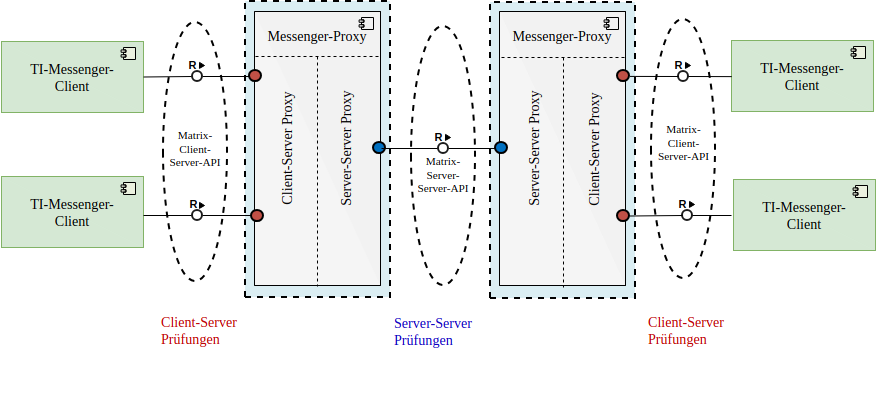 TI-Messenger-
Client
TI-Messenger-
Client
R
Matrix-
Client-
Server-API
R
Messenger-Proxy
Client-Server Proxy
Server-Server Proxy
R
Matrix-
Server-
Server-API
Messenger-Proxy
Server-Server Proxy
Client-Server Proxy
R
Matrix-
Client-
Server-API
R
TI-Messenger-
Client
TI-Messenger-
Client
Client-Server
Prüfungen
Server-Server
Prüfungen
Client-Server
Prüfungen